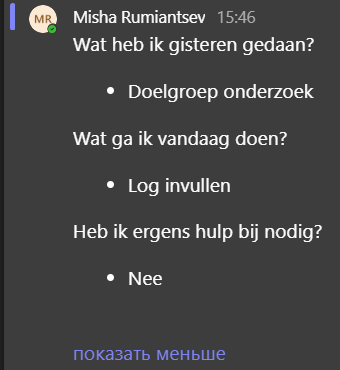 MR
Misha Rumiantsev 15:46
Wat heb ik gisteren gedaan?
• Doelgroep onderzoek
Wat ga ik vandaag doen?
• Log invullen
Heb ik ergens hulp bij nodig?
• Nee
показать меньше